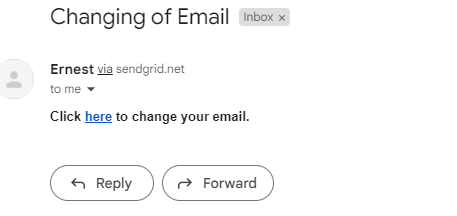 Changing of Email Inbox ×
Ernest via sendgrid.net
to me
Click here to change your email.
Reply Forward